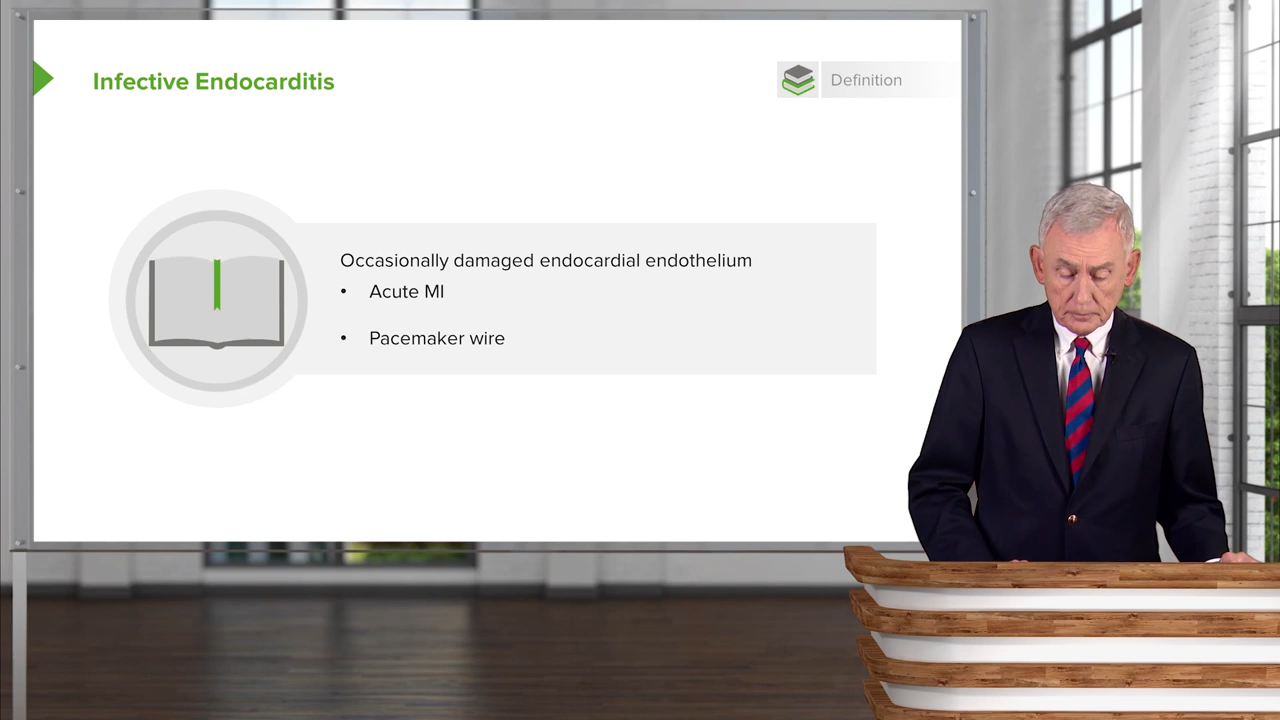 Infective Endocarditis
Definition
Occasionally damaged endocardial endothelium
• Acute MI
• Pacemaker wire